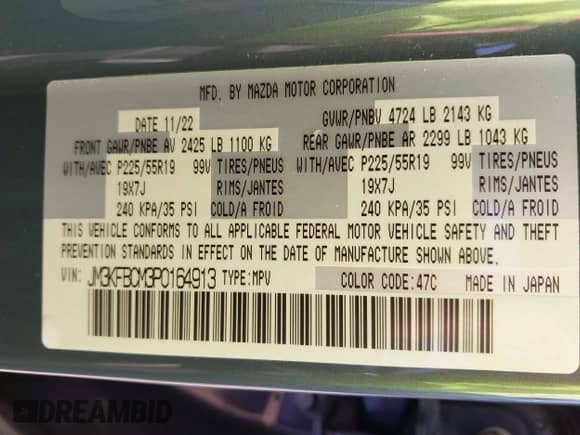 MFD. BY MAZDA MOTOR CORPORATION
DATE 11/22 GVWR/PNBV 4724 LB 2143 KG
FRONT GAWR/PNBE AV 2425 LB 1100 KG REAR GAWR/PNBE AR 2299 LB 1043 KG
WITH/AVEC P225/55R19 99V TIRES/PNEUS WITH/AVEC P225/55R19 99V TIRES/PNEUS
19X7J RIMS/JANTES 19X7J RIMS/JANTES
240 KPA/35 PSI COLD/A FROID 240 KPA/35 PSI COLD/A FROID
THIS VEHICLE CONFORMS TO ALL APPLICABLE FEDERAL MOTOR VEHICLE SAFETY AND THEFT
PREVENTION STANDARDS IN EFFECT ON THE DATE OF MANUFACTURE SHOWN ABOVE.
VIN: JM3KFBCM3P0164913 TYPE:MPV COLOR CODE:47C MADE IN JAPAN
DREAMBID